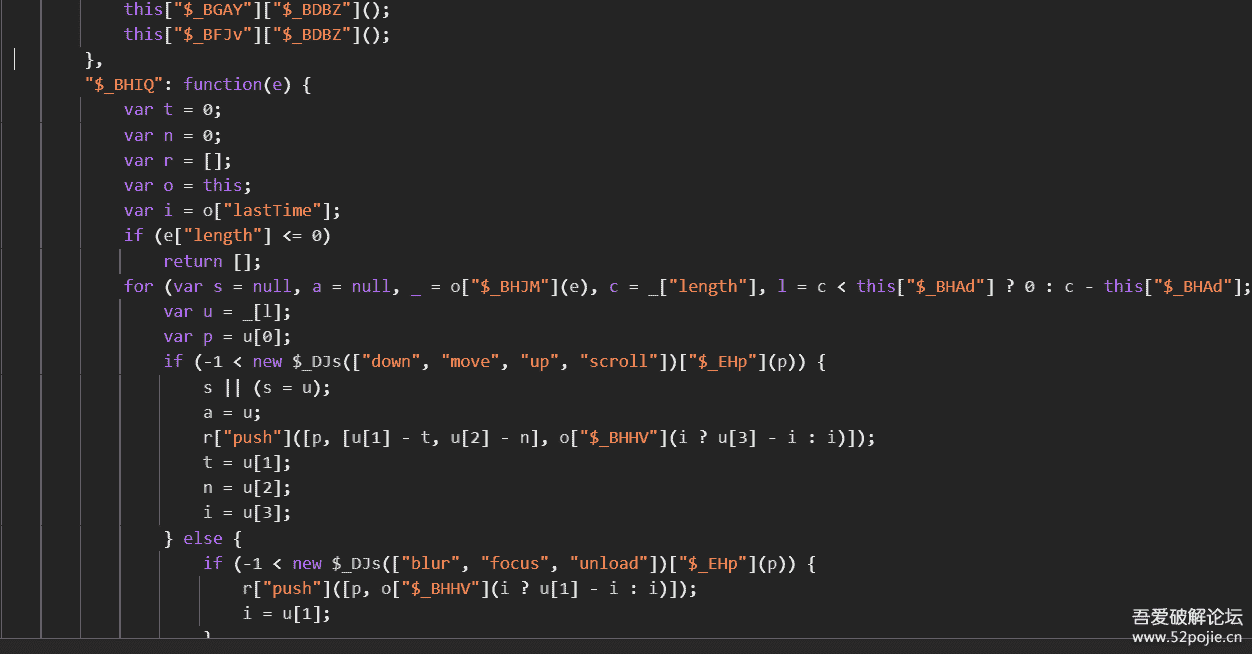 this["$_BGAY"]["$_BDBZ"]();
this["$_BFJv"]["$_BDBZ"]();
},
"$_BHIQ": function(e) {
var t = 0;
var n = 0;
var r = [];
var o = this;
var i = o["lastTime"];
if (e["length"] <= 0)
return [];
for (var s = null, a = null, _ = o["$_BHJM"](e), c = _["length"], l = c < this["$_BHAd"] ? 0 : c - this["$_BHAd"];
var u = _[l];
var p = u[0];
if (-1 < new $_DJs(["down", "move", "up", "scroll"])["$_EHp"](p)) {
s || (s = u);
a = u;
r["push"]([p, [u[1] - t, u[2] - n], o["$_BHHV"](i ? u[3] - i : i)]);
t = u[1];
n = u[2];
i = u[3];
} else {
if (-1 < new $_DJs(["blur", "focus", "unload"])["$_EHp"](p)) {
r["push"]([p, o["$_BHHV"](i ? u[1] - i : i)]);
i = u[1];
}
吾爱破解论坛
www.52pojie.cn